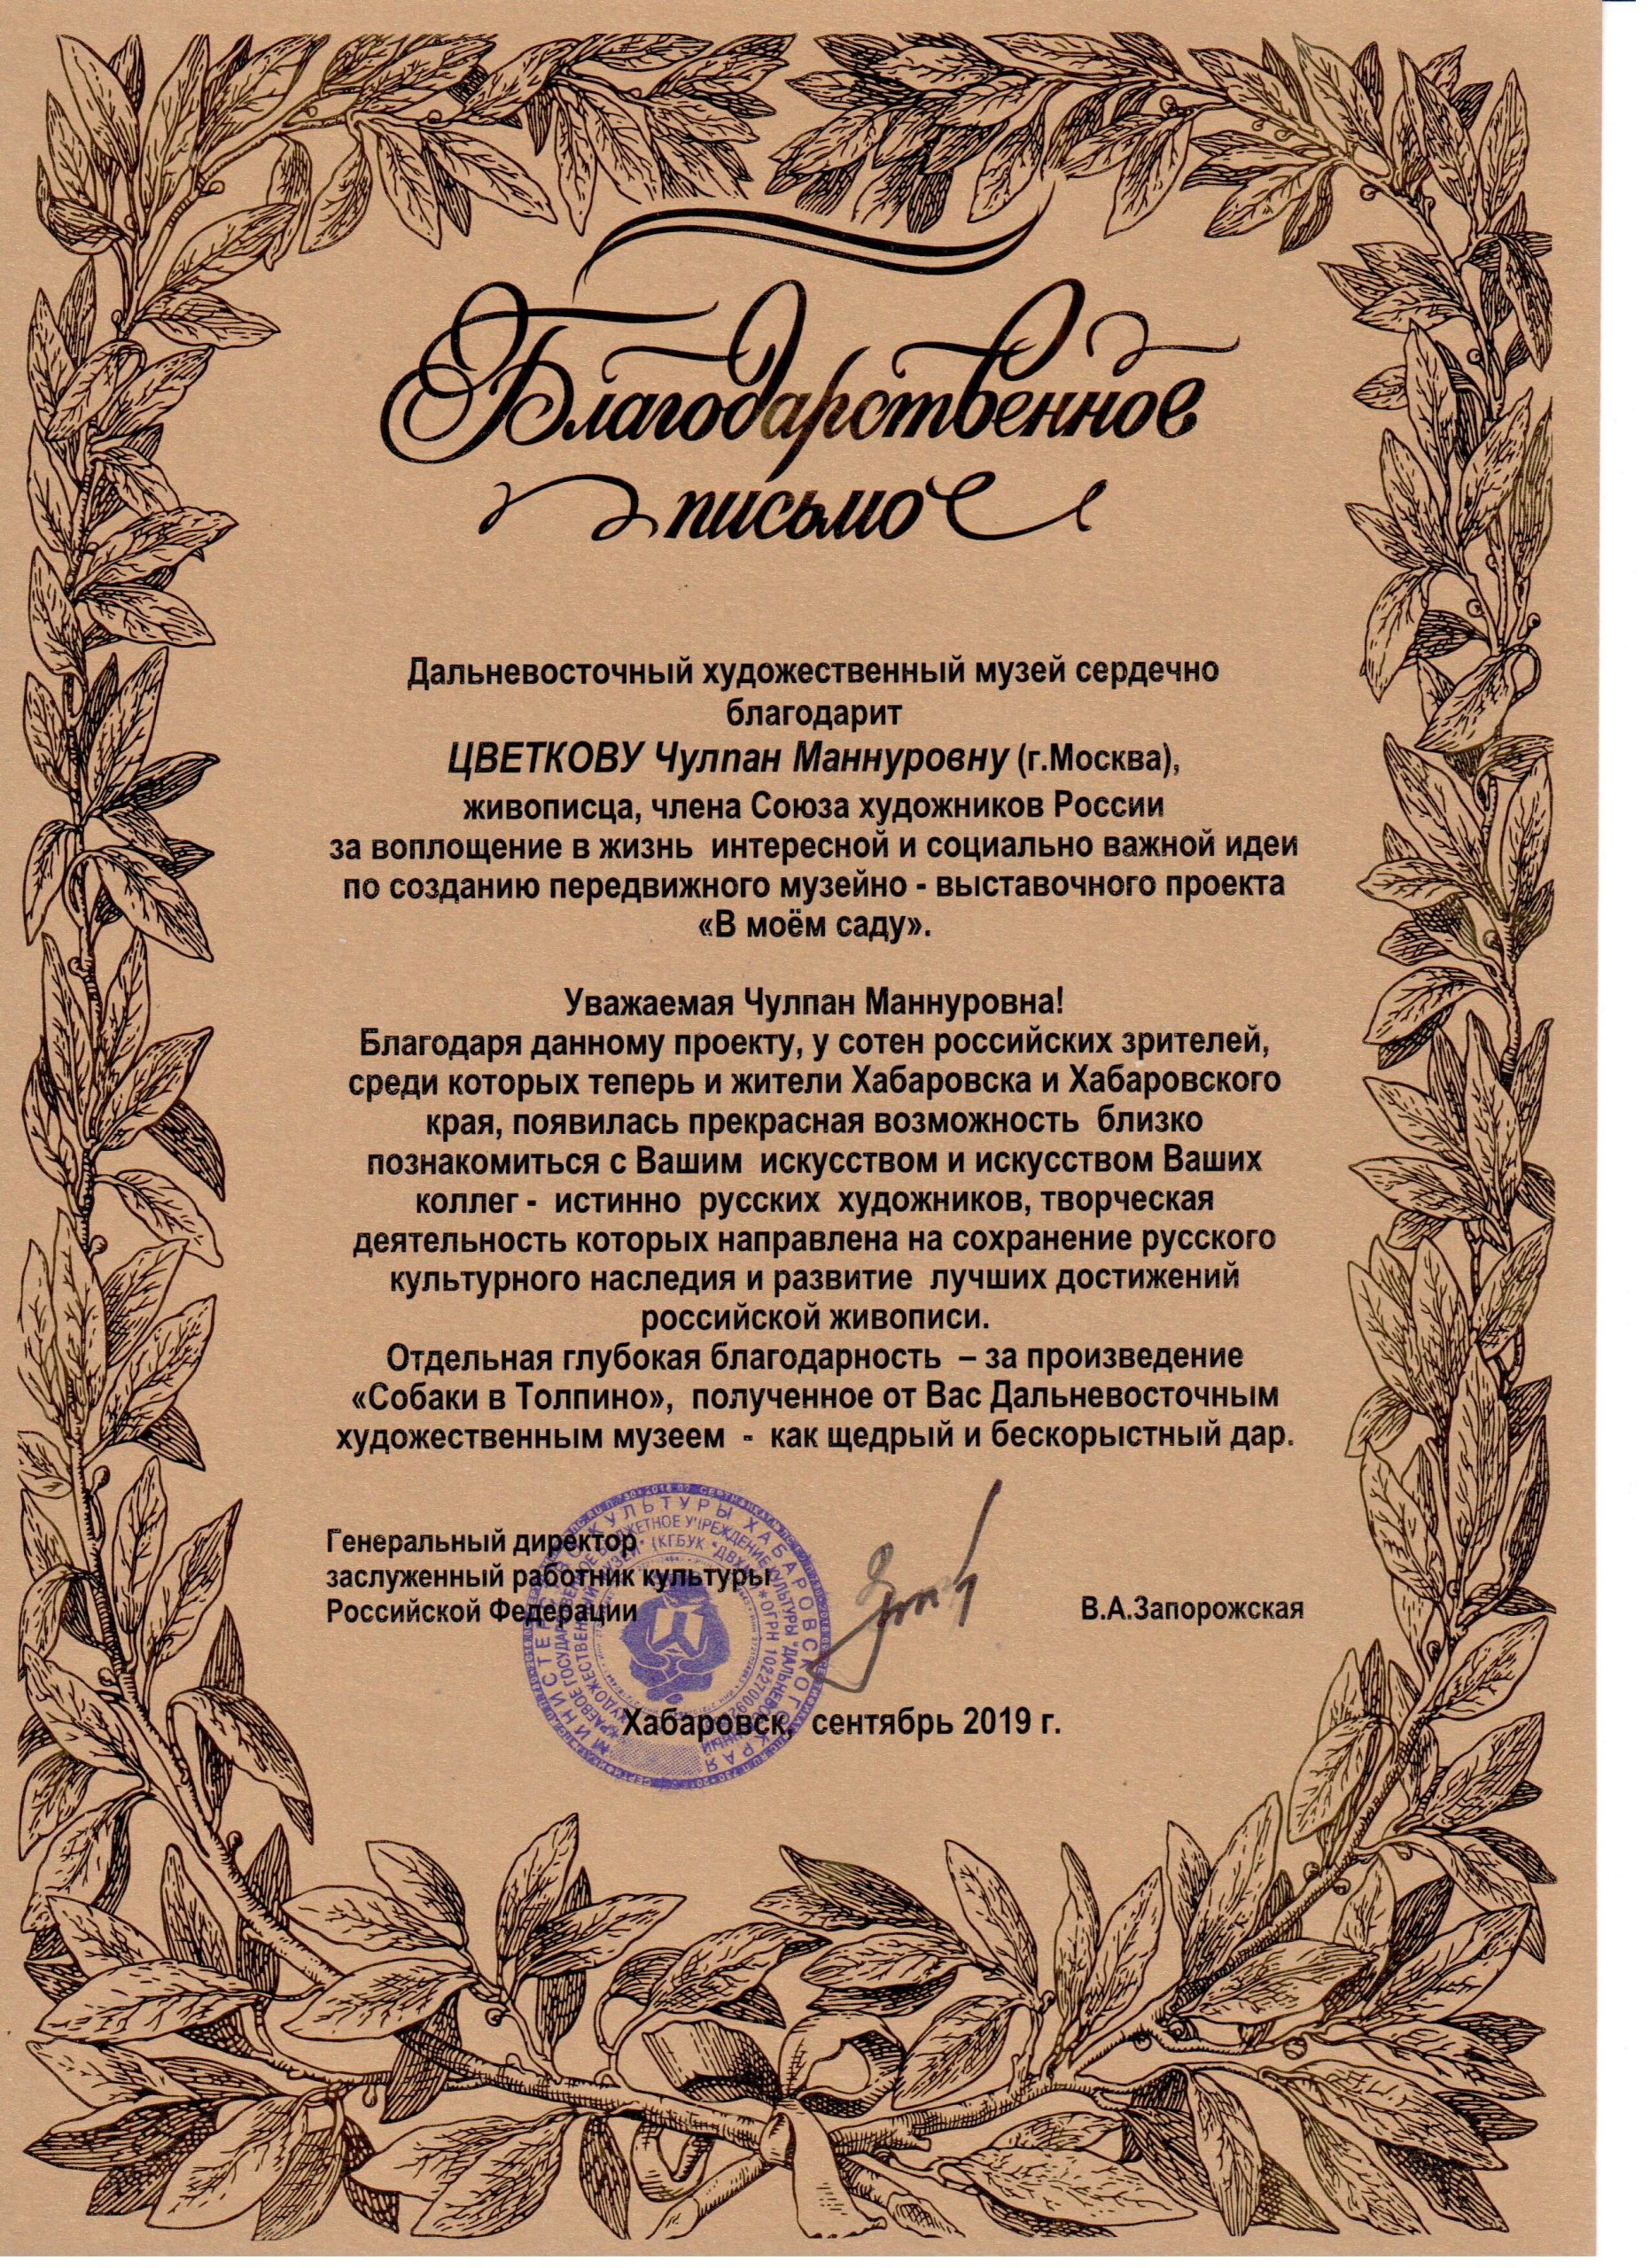 Благодарственное
письмо
Дальневосточный художественный музей сердечно
благодарит
ЦВЕТКОВУ Чулпан Маннуровну (г.Москва),
живописца, члена Союза художников России
за воплощение в жизнь интересной и социально важной идеи
по созданию передвижного музейно - выставочного проекта
«В моём саду».
Уважаемая Чулпан Маннуровна!
Благодаря данному проекту, у сотен российских зрителей,
среди которых теперь и жители Хабаровска и Хабаровского
края, появилась прекрасная возможность близко
познакомиться с Вашим искусством и искусством Ваших
коллег - истинно русских художников, творческая
деятельность которых направлена на сохранение русского
культурного наследия и развитие лучших достижений
российской живописи.
Отдельная глубокая благодарность – за произведение
«Собаки в Толпино», полученное от Вас Дальневосточным
художественным музеем - как щедрый и бескорыстный дар.
Генеральный директор
заслуженный работник культуры
Российской Федерации
В.А.Запорожская
МИНИСТЕРСТВО КУЛЬТУРЫ ХАБАРОВСКОГО КРАЯ
Хабаровск, сентябрь 2019 г.